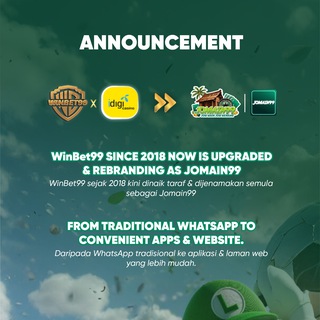 ANNOUNCEMENT
WINBET99 x digi >> JOMAIN99
WinBet99 SINCE 2018 NOW IS UPGRADED
& REBRANDING AS JOMAIN99
WinBet99 sejak 2018 kini dinaik taraf & dijenamakan semula
sebagai Jomain99
FROM TRADITIONAL WHATSAPP TO
CONVENIENT APPS & WEBSITE.
Daripada WhatsApp tradisional ke aplikasi & laman web
yang lebih mudah.
L